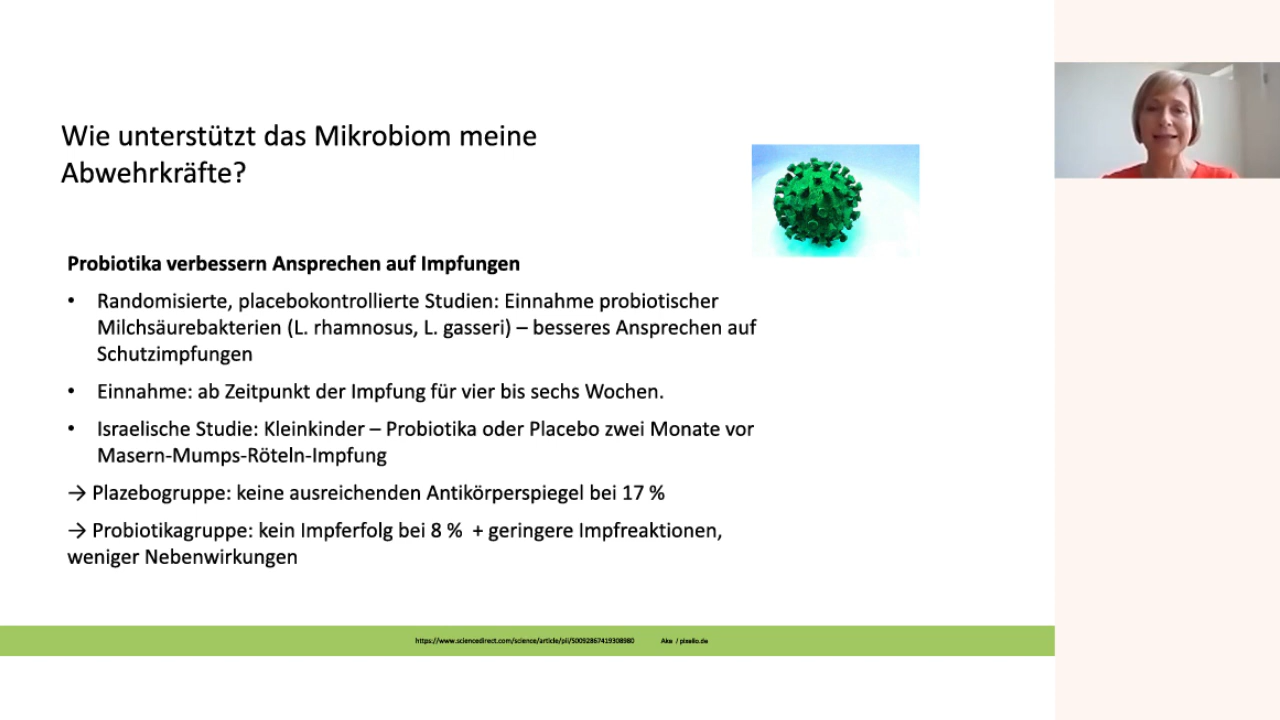 Wie unterstützt das Mikrobiom meine
Abwehrkräfte?
Probiotika verbessern Ansprechen auf Impfungen
• Randomisierte, placebokontrollierte Studien: Einnahme probiotischer
Milchsäurebakterien (L. rhamnosus, L. gasseri) – besseres Ansprechen auf
Schutzimpfungen
• Einnahme: ab Zeitpunkt der Impfung für vier bis sechs Wochen.
• Israelische Studie: Kleinkinder – Probiotika oder Placebo zwei Monate vor
Masern-Mumps-Röteln-Impfung
→ Plazebogruppe: keine ausreichenden Antikörperspiegel bei 17 %
→ Probiotikagruppe: kein Impferfolg bei 8 % + geringere Impfreaktionen,
weniger Nebenwirkungen
https://www.sciencedirect.com/science/article/pii/S0092867419308980 Aka / pixelio.de